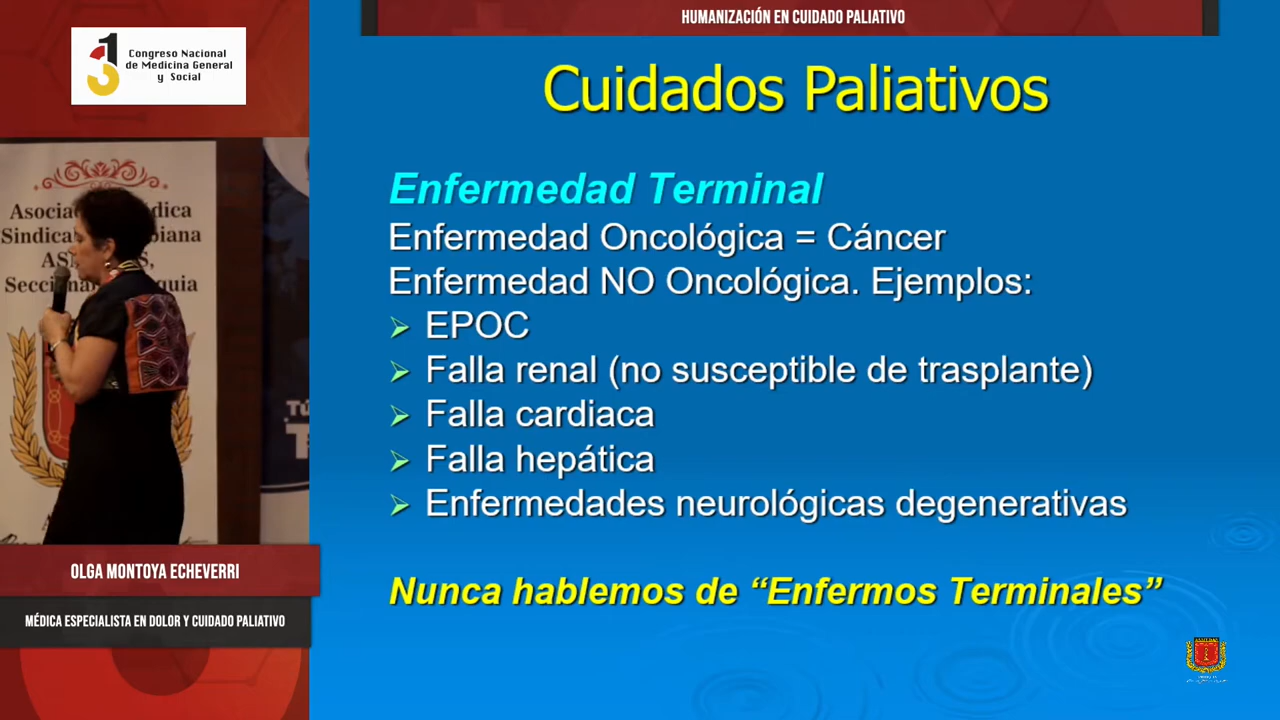 HUMANIZACIÓN EN CUIDADO PALIATIVO
Congreso Nacional
de Medicina General
y Social
Cuidados Paliativos
Enfermedad Terminal
Enfermedad Oncológica = Cáncer
Enfermedad NO Oncológica. Ejemplos:
➢ EPOC
➢ Falla renal (no susceptible de trasplante)
➢ Falla cardiaca
➢ Falla hepática
➢ Enfermedades neurológicas degenerativas
Nunca hablemos de “Enfermos Terminales”
OLGA MONTOYA ECHEVERRI
MÉDICA ESPECIALISTA EN DOLOR Y CUIDADO PALIATIVO